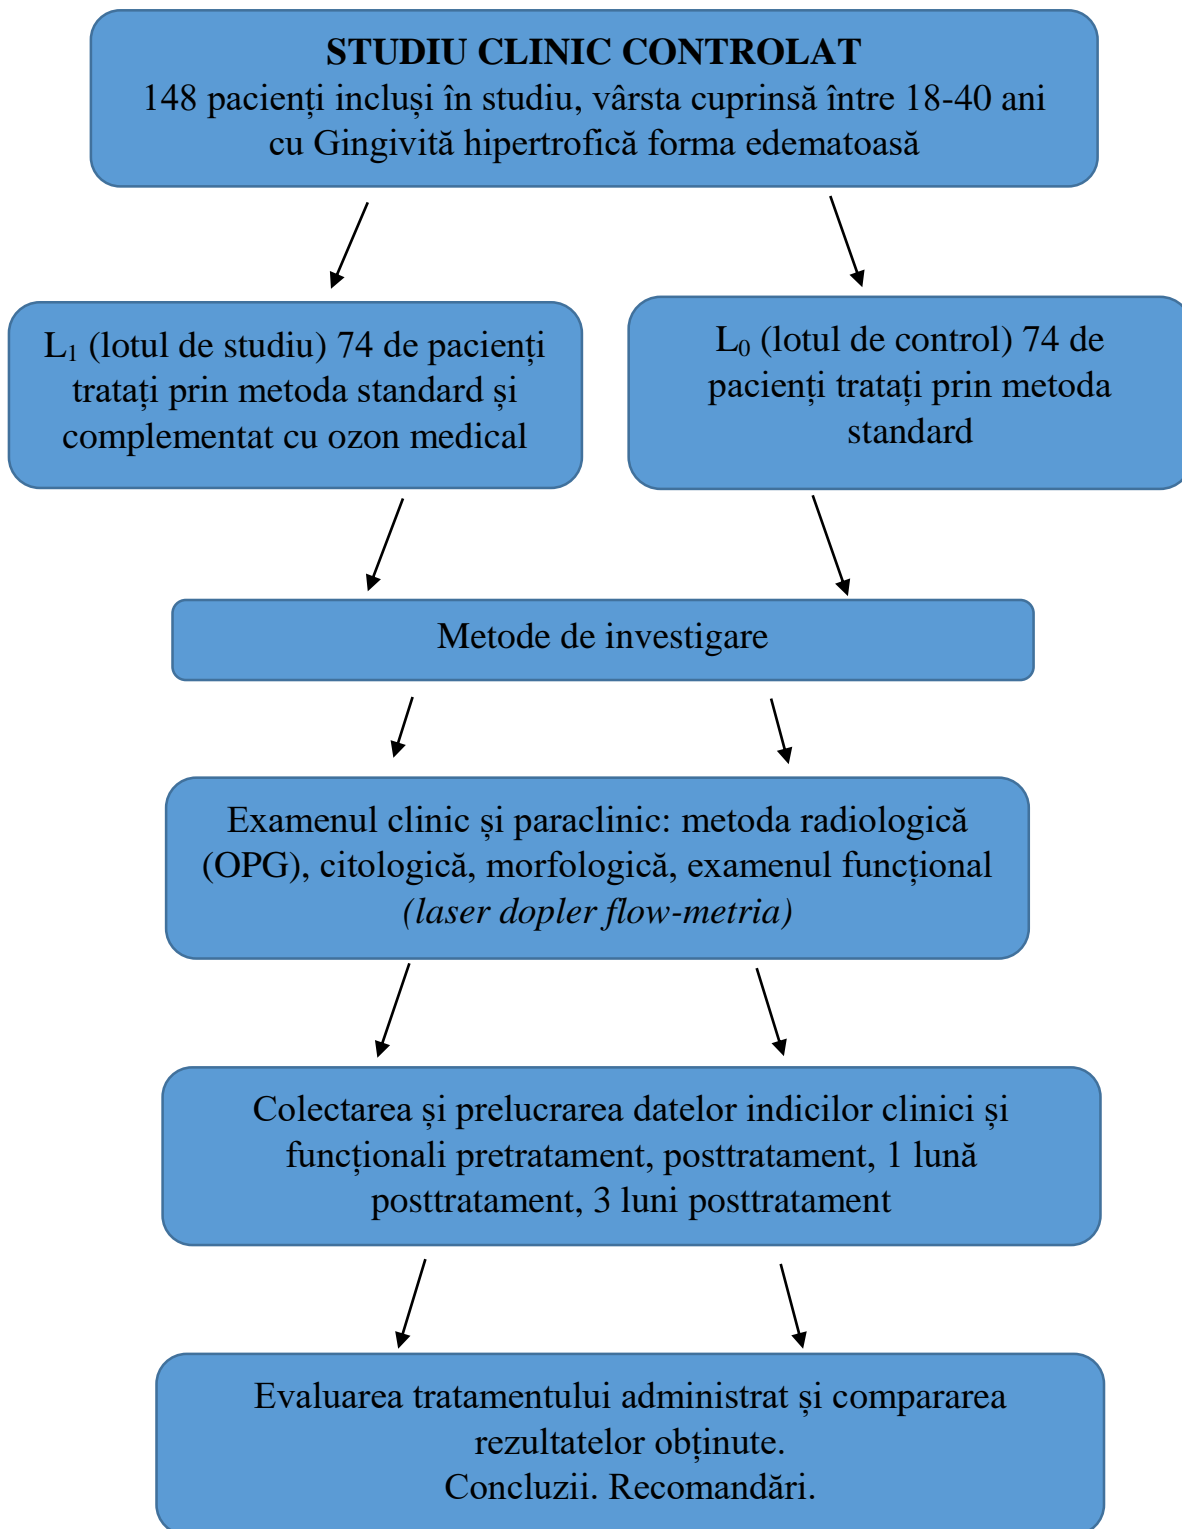 STUDIU CLINIC CONTROLAT
148 pacienți incluși în studiu, vârsta cuprinsă între 18-40 ani
cu Gingivită hipertrofică forma edematoasă
L₁ (lotul de studiu) 74 de pacienți
tratați prin metoda standard și
complementat cu ozon medical
L₀ (lotul de control) 74 de
pacienți tratați prin metoda
standard
Metode de investigare
Examenul clinic și paraclinic: metoda radiologică
(OPG), citologică, morfologică, examenul funcțional
(laser dopler flow-metria)
Colectarea și prelucrarea datelor indicilor clinici și
funcționali pretratament, posttratament, 1 lună
posttratament, 3 luni posttratament
Evaluarea tratamentului administrat și compararea
rezultatelor obținute.
Concluzii. Recomandări.